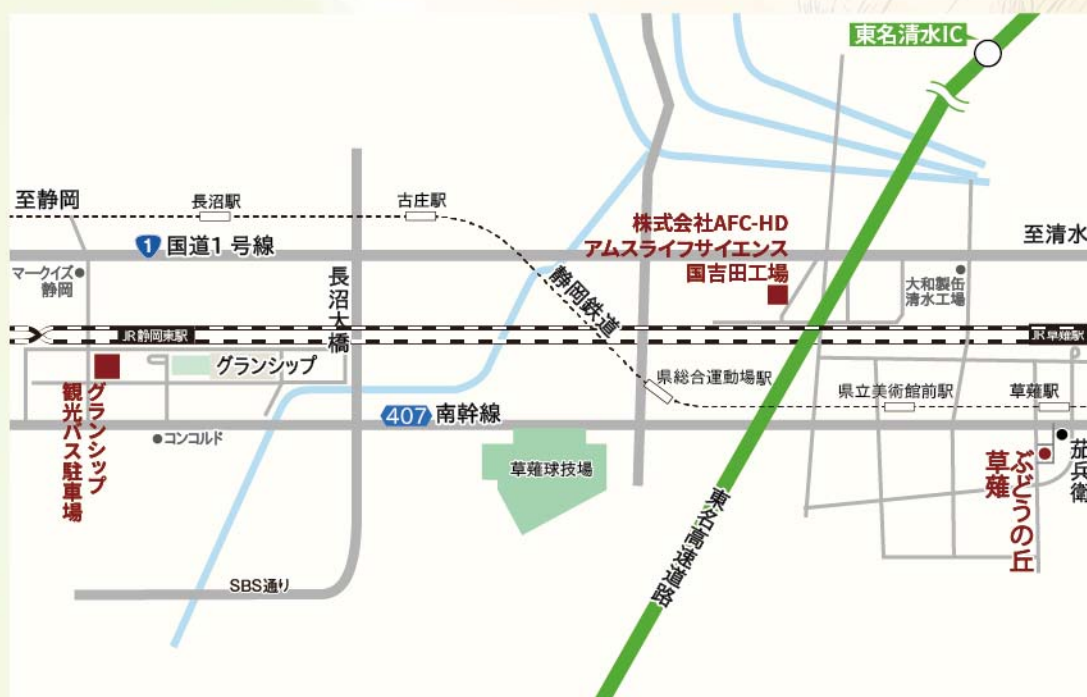 東名清水IC
至静岡
長沼駅
古庄駅
株式会社AFC-HD
アムスライフサイエンス
国吉田工場
至清水
1 国道1号線
マークイズ
静岡
長沼大橋
静岡鉄道
大和製缶
清水工場
JR静岡東駅
JR草薙駅
グランシップ
県総合運動場駅
県立美術館前駅
草薙駅
グランシップ
観光バス駐車場
407 南幹線
コンコルド
草薙球技場
茄兵衛
ぶどうの丘
草薙
東名高速道路
SBS通り